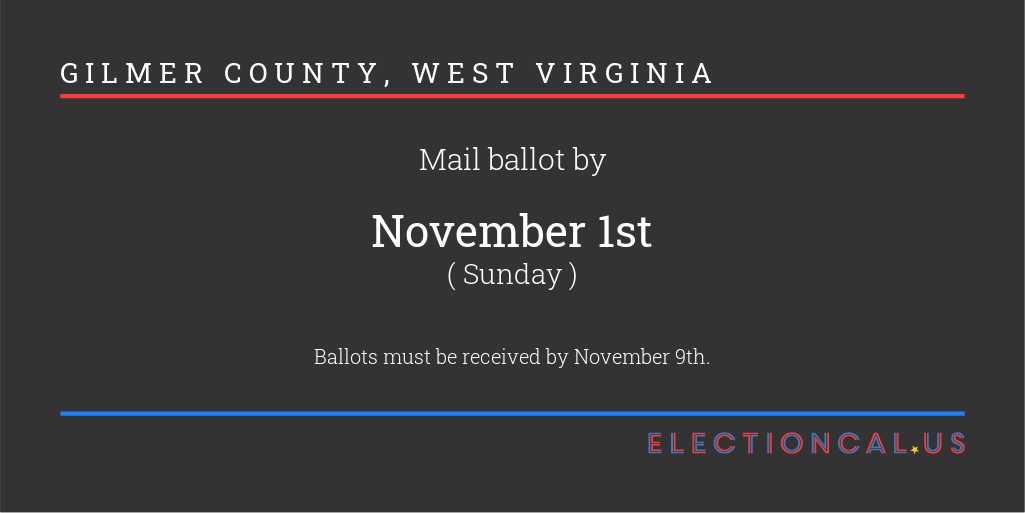 GILMER COUNTY, WEST VIRGINIA
Mail ballot by
November 1st
( Sunday )
Ballots must be received by November 9th.
ELECTIONCAL.US